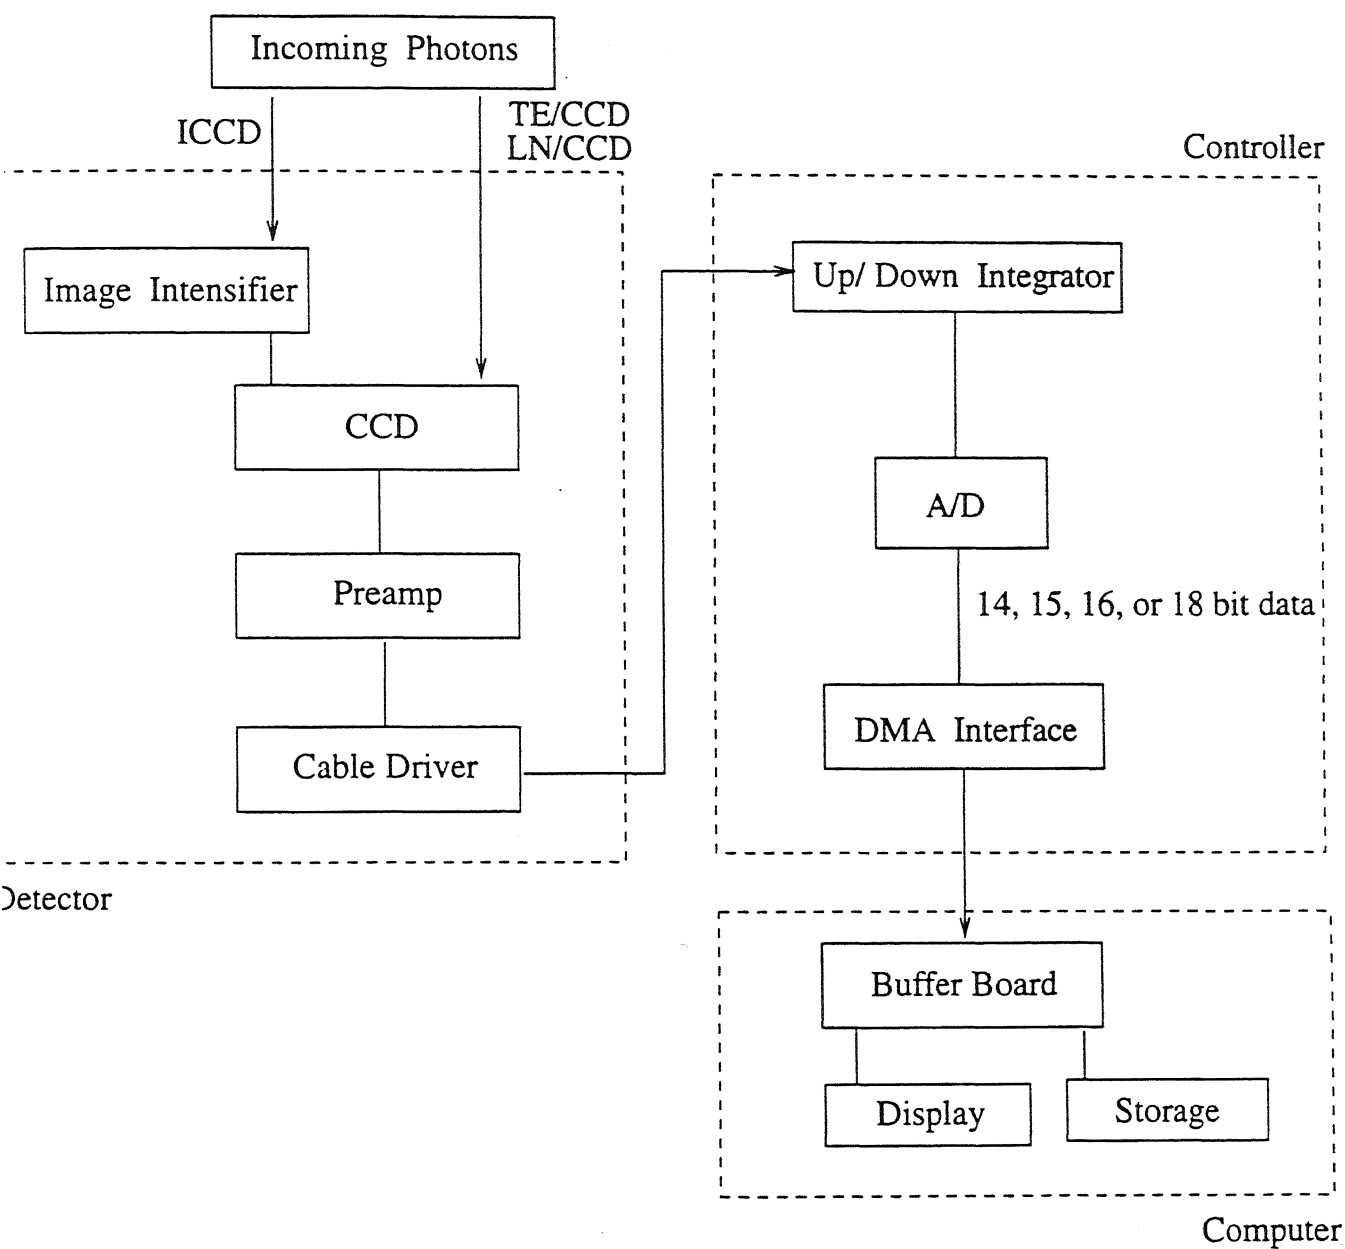 Incoming Photons
ICCD
TE/CCD
LN/CCD
Controller
Image Intensifier
Up/ Down Integrator
CCD
A/D
Preamp
14, 15, 16, or 18 bit data
DMA Interface
Cable Driver
Detector
Buffer Board
Display
Storage
Computer